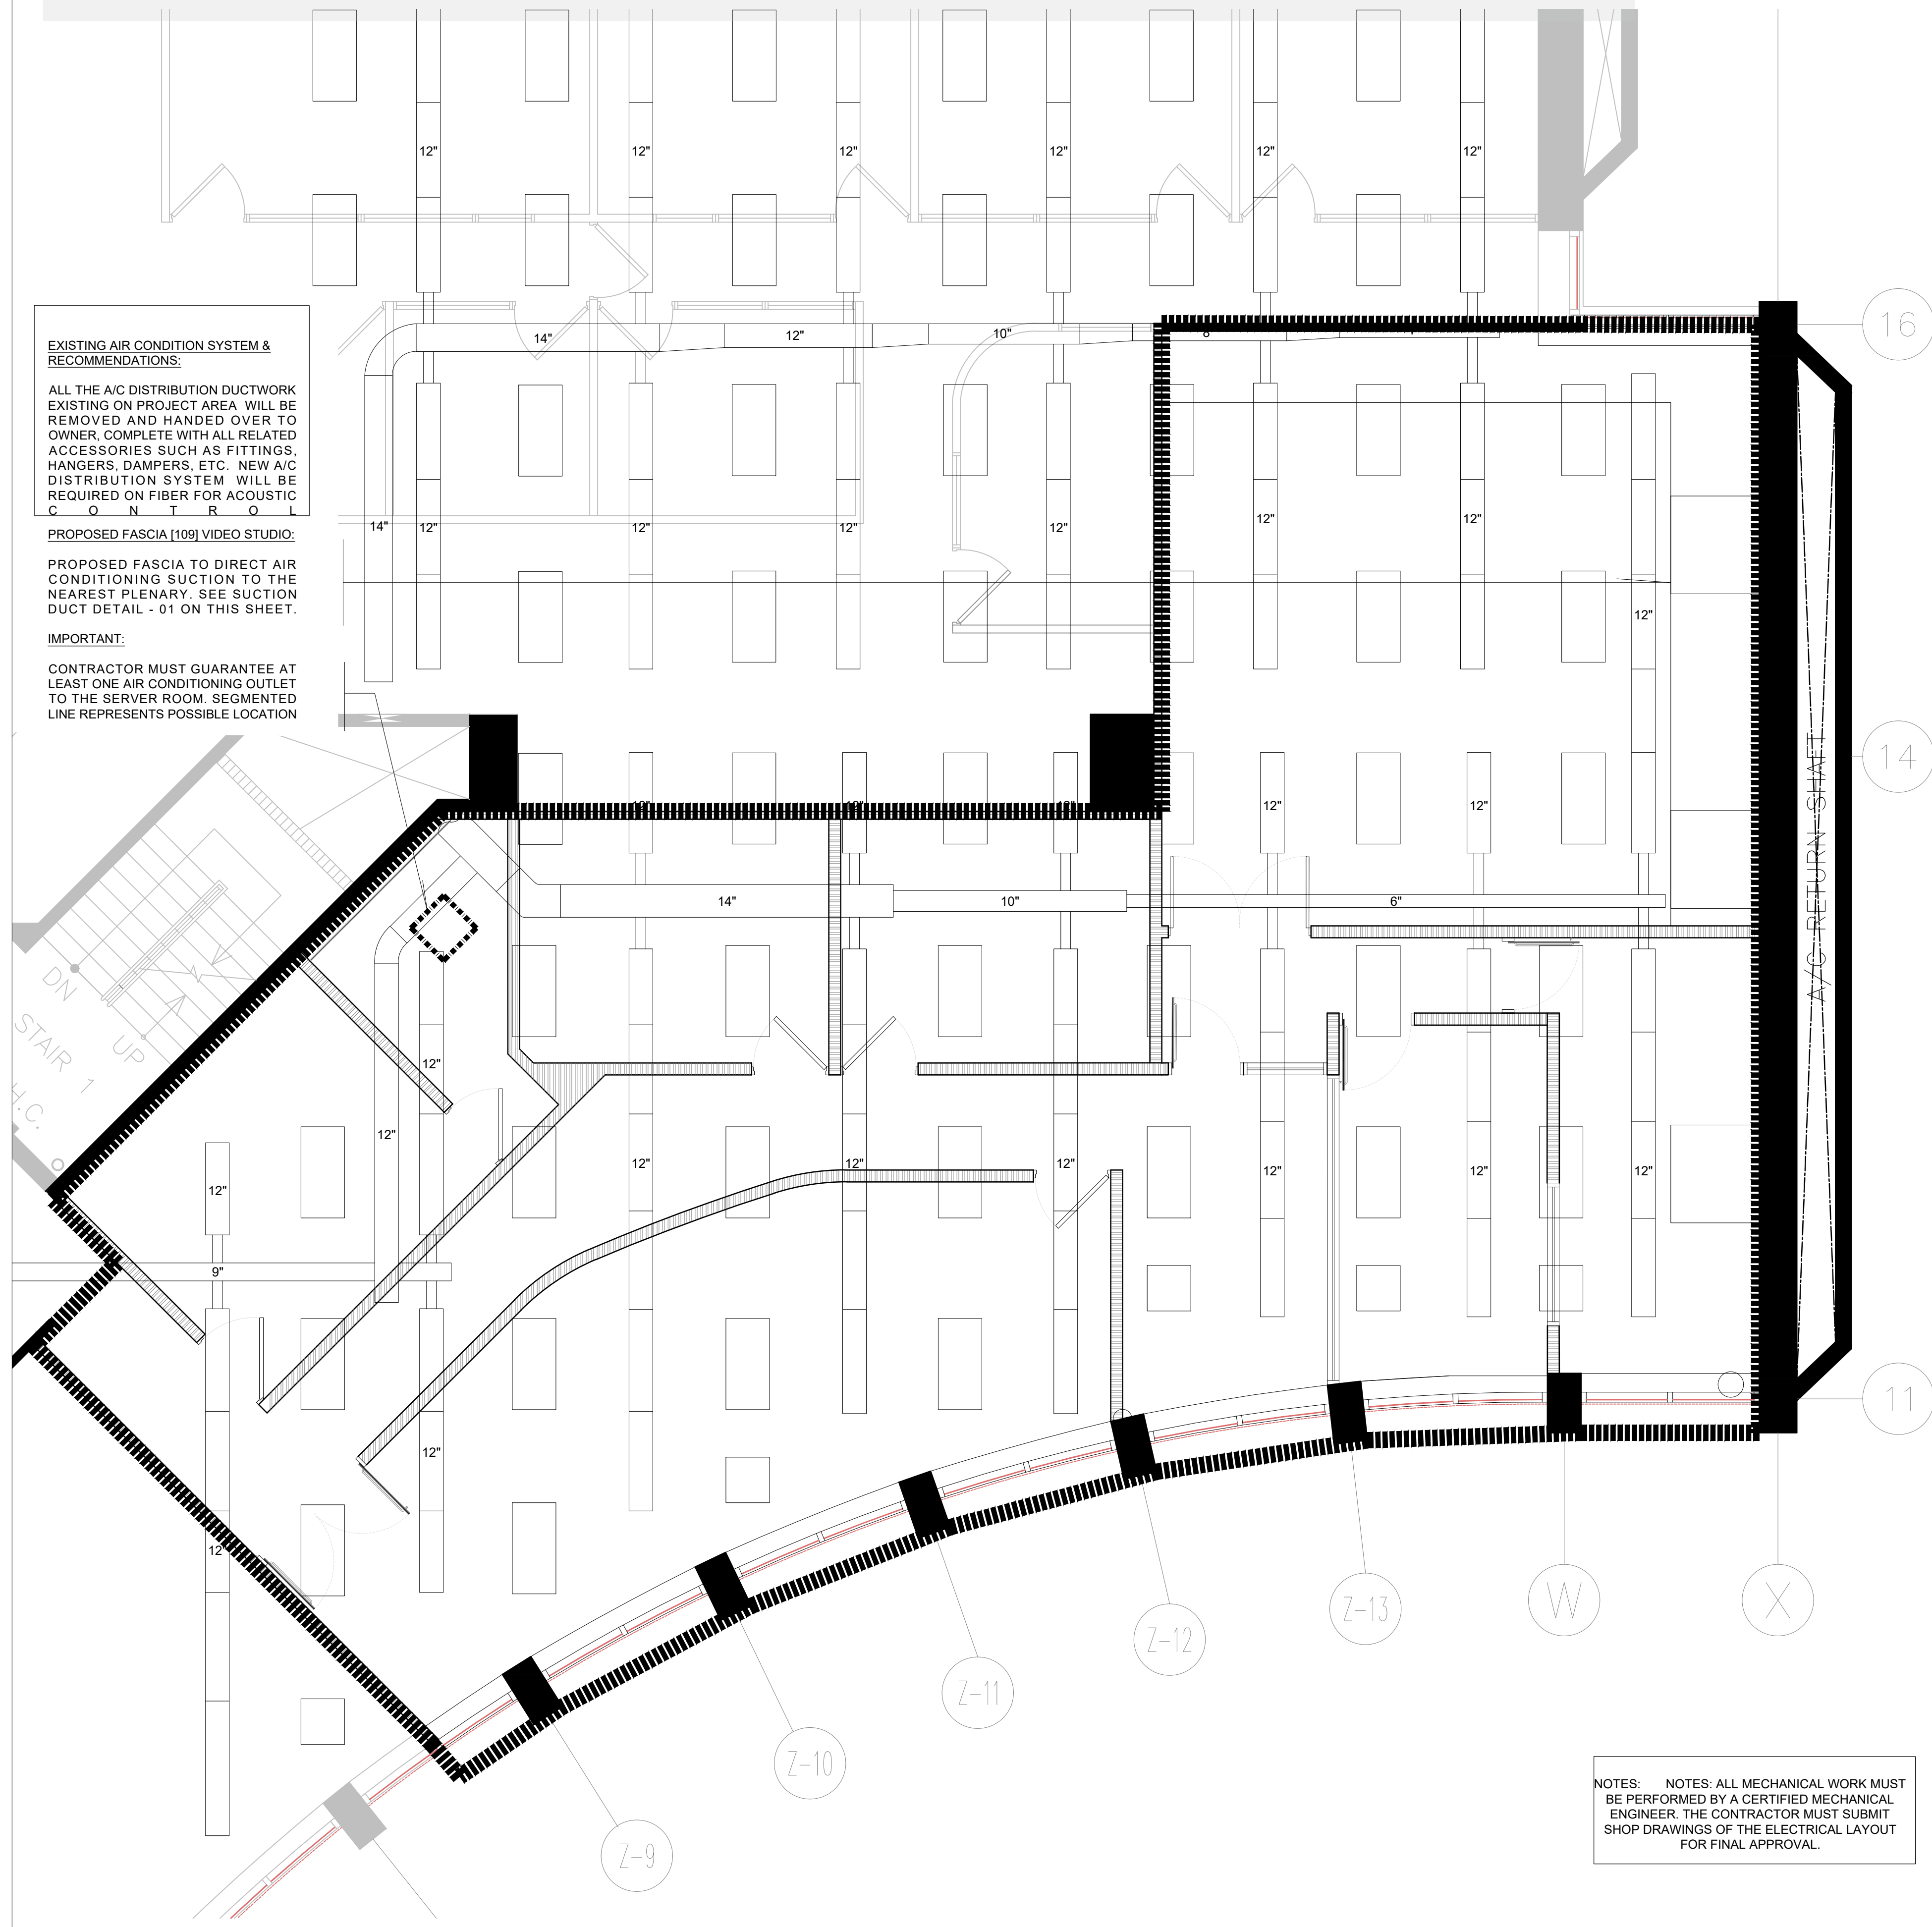 12" 12" 12" 12" 12" 12"
16
14" 12" 10" 8"
EXISTING AIR CONDITION SYSTEM &
RECOMMENDATIONS:
ALL THE A/C DISTRIBUTION DUCTWORK
EXISTING ON PROJECT AREA WILL BE
REMOVED AND HANDED OVER TO
OWNER, COMPLETE WITH ALL RELATED
ACCESSORIES SUCH AS FITTINGS,
HANGERS, DAMPERS, ETC. NEW A/C
DISTRIBUTION SYSTEM WILL BE
REQUIRED ON FIBER FOR ACOUSTIC
C O N T R O L
PROPOSED FASCIA [109] VIDEO STUDIO:
PROPOSED FASCIA TO DIRECT AIR
CONDITIONING SUCTION TO THE
NEAREST PLENARY. SEE SUCTION
DUCT DETAIL - 01 ON THIS SHEET.
IMPORTANT:
CONTRACTOR MUST GUARANTEE AT
LEAST ONE AIR CONDITIONING OUTLET
TO THE SERVER ROOM. SEGMENTED
LINE REPRESENTS POSSIBLE LOCATION
14" 12" 12" 12" 12" 12" 12"
12"
14
12" 12" 12" 12" 12"
A/C RETURN SHAFT
14" 10" 6"
DN
STAIR 1
UP
H.C.
12"
12"
12" 12" 12" 12" 12" 12" 12"
9"
11
12"
12"
Z-13
W
X
Z-12
Z-11
Z-10
Z-9
NOTES: NOTES: ALL MECHANICAL WORK MUST
BE PERFORMED BY A CERTIFIED MECHANICAL
ENGINEER. THE CONTRACTOR MUST SUBMIT
SHOP DRAWINGS OF THE ELECTRICAL LAYOUT
FOR FINAL APPROVAL.